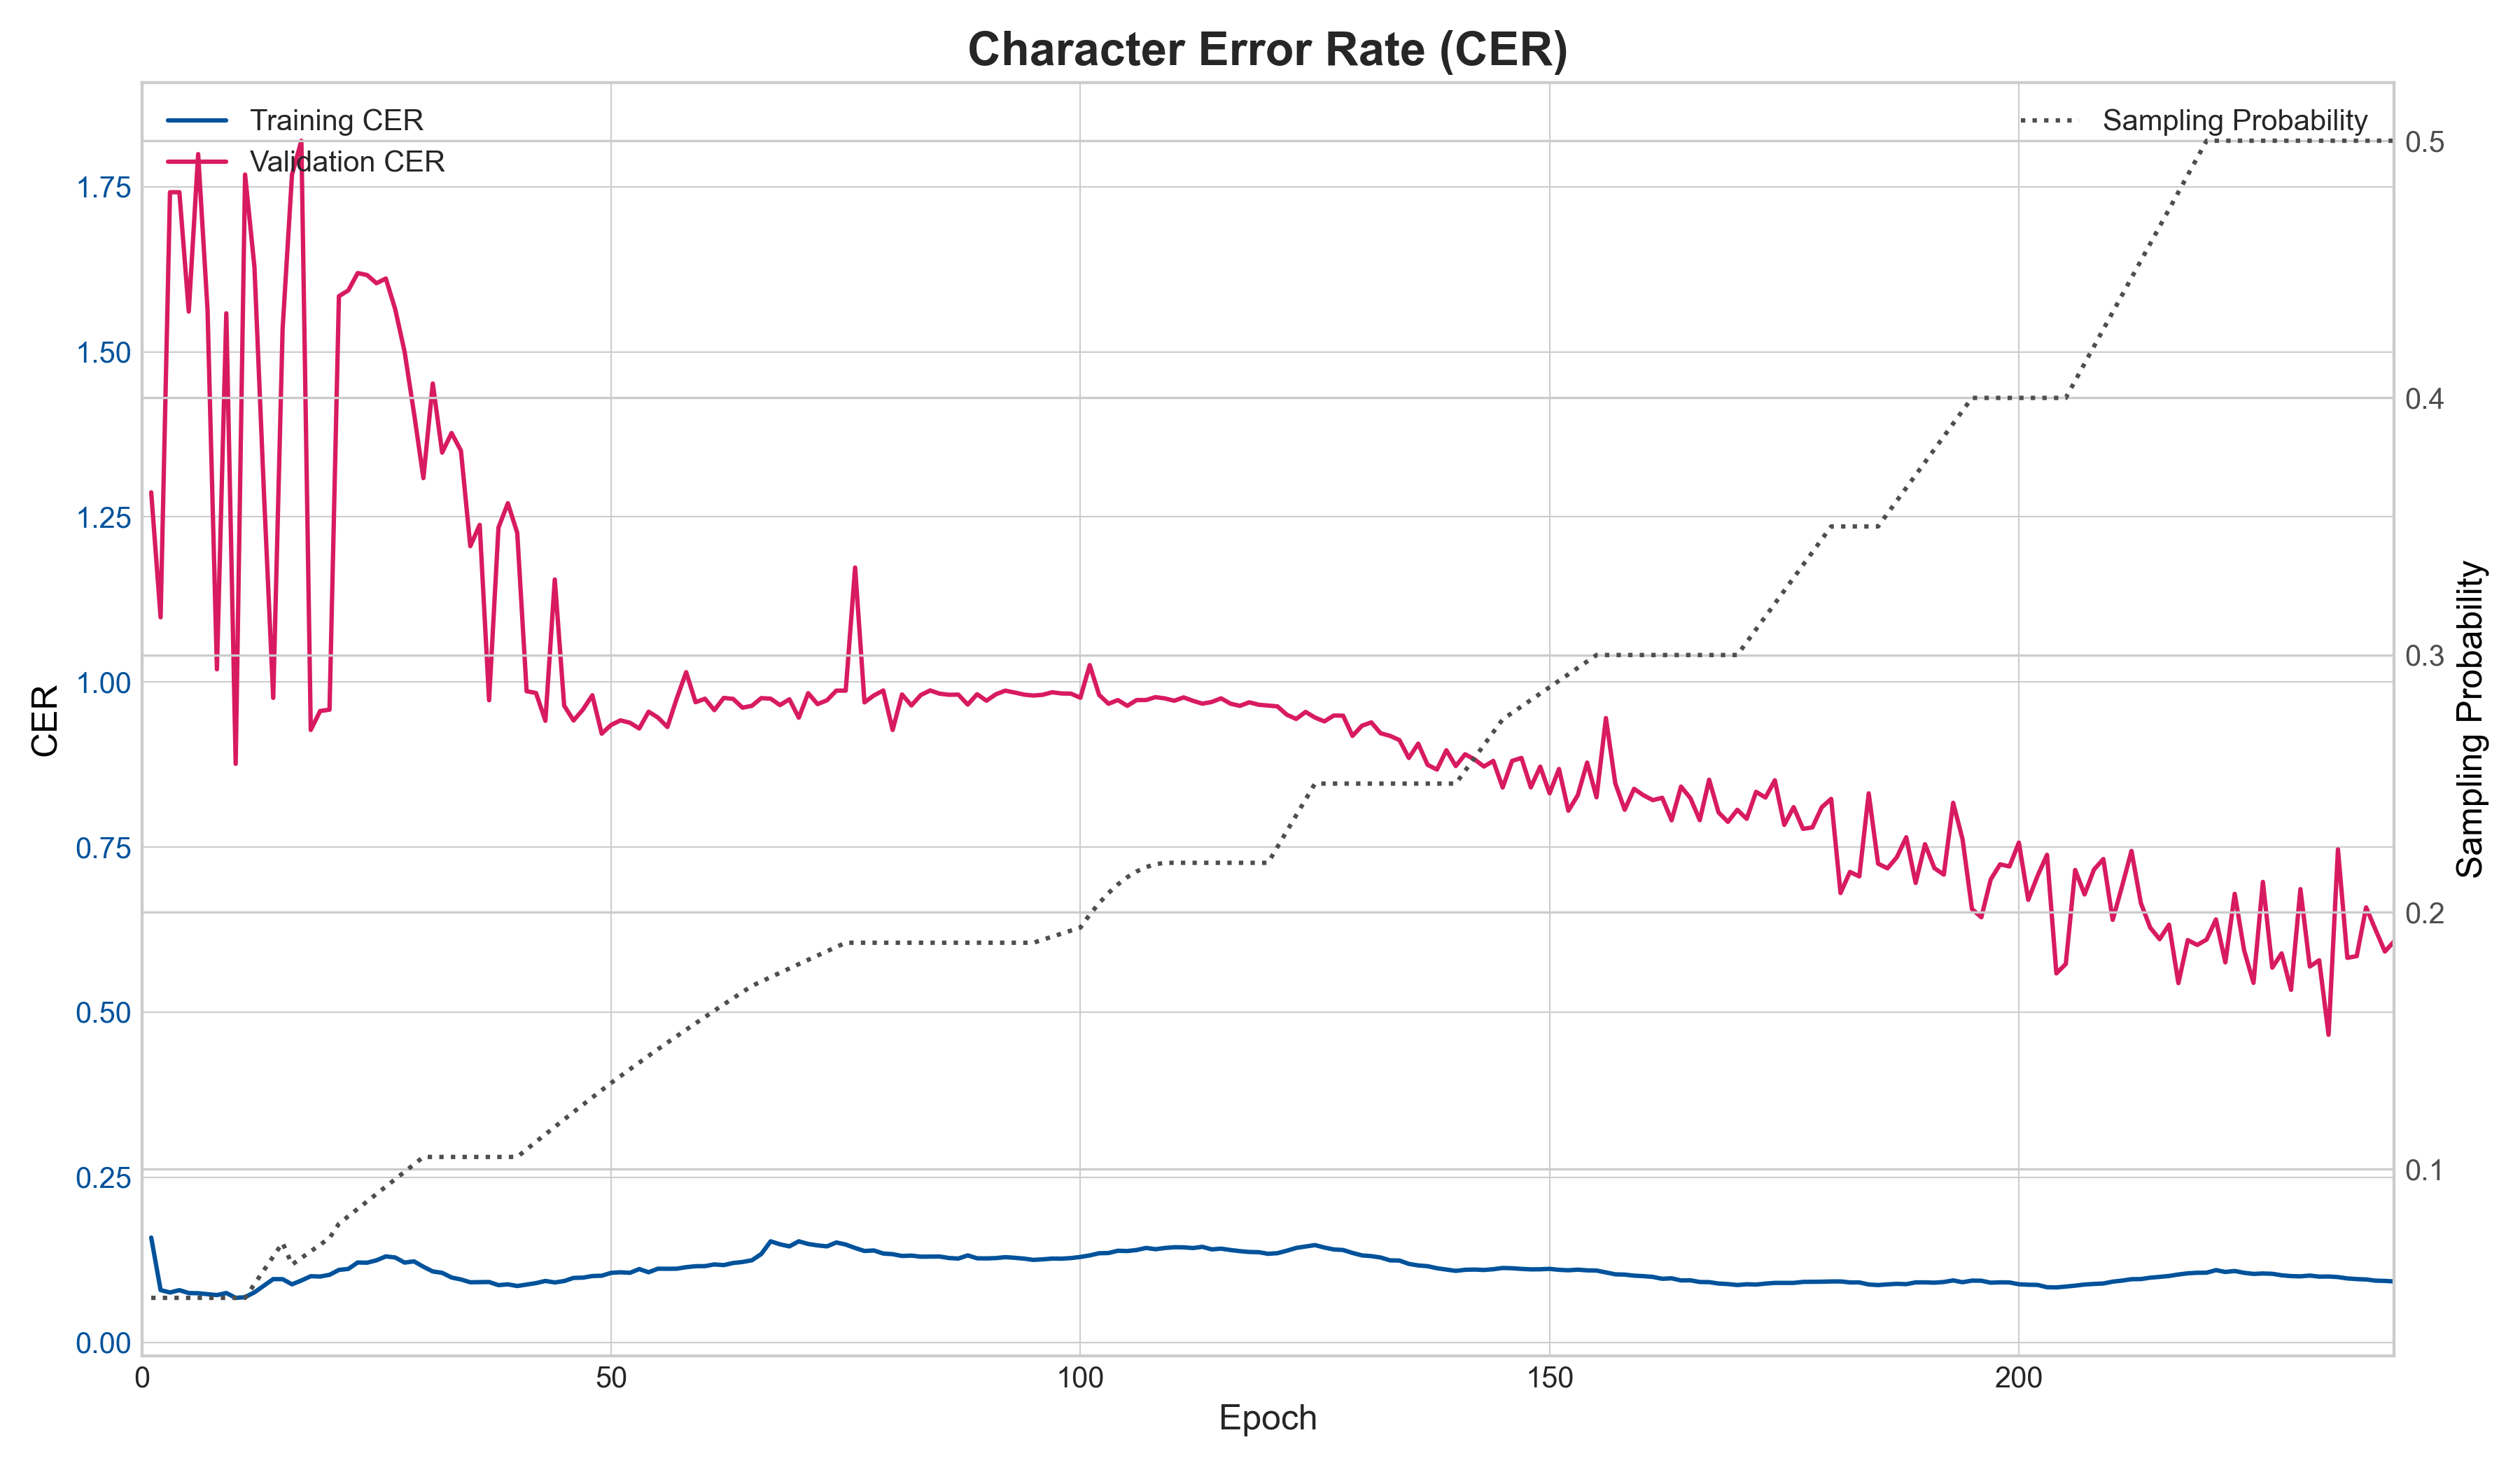 Character Error Rate (CER)
Training CER
Validation CER
Sampling Probability
1.75
1.50
1.25
1.00
0.75
0.50
0.25
0.00
CER
0.5
0.4
0.3
0.2
0.1
Sampling Probability
0 50 100 150 200
Epoch